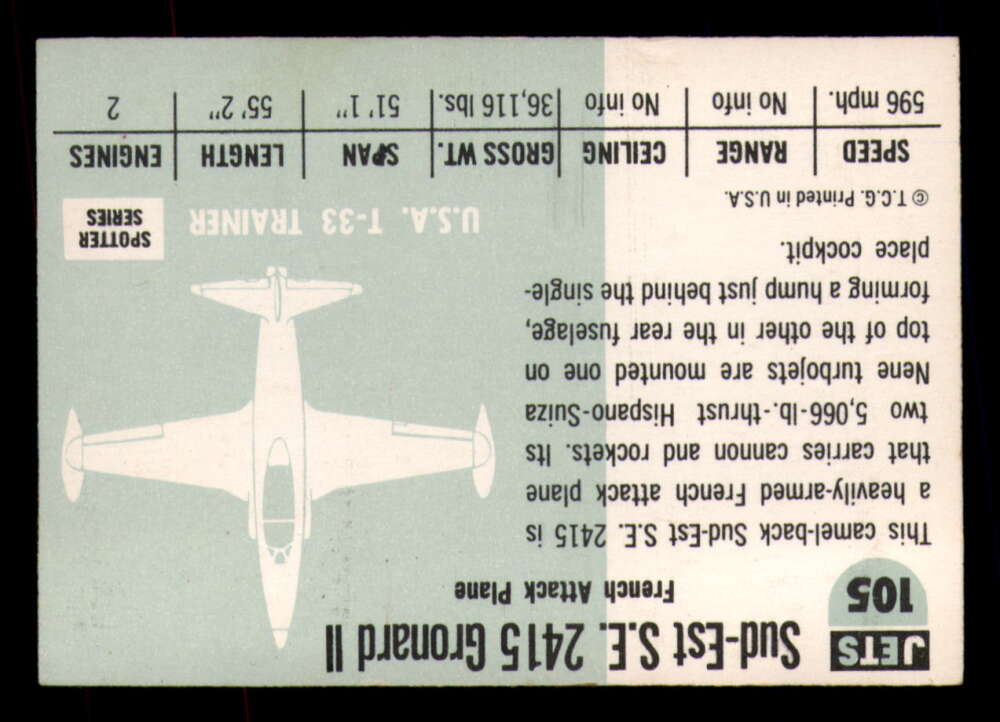 JETS
105
Sud-Est S.E. 2415 Gronard II
French Attack Plane
This camel-back Sud-Est S.E. 2415 is
a heavily-armed French attack plane
that carries cannon and rockets. Its
two 5,066-lb.-thrust Hispano-Suiza
Nene turbojets are mounted one on
top of the other in the rear fuselage,
forming a hump just behind the single-
place cockpit.
© T.C.G. Printed in U.S.A.
U.S.A. T-33 TRAINER
SPOTTER
SERIES
SPEED RANGE CEILING GROSS WT. SPAN LENGTH ENGINES
596 mph. No info No info 36,116 lbs. 51' 1" 55' 2" 2